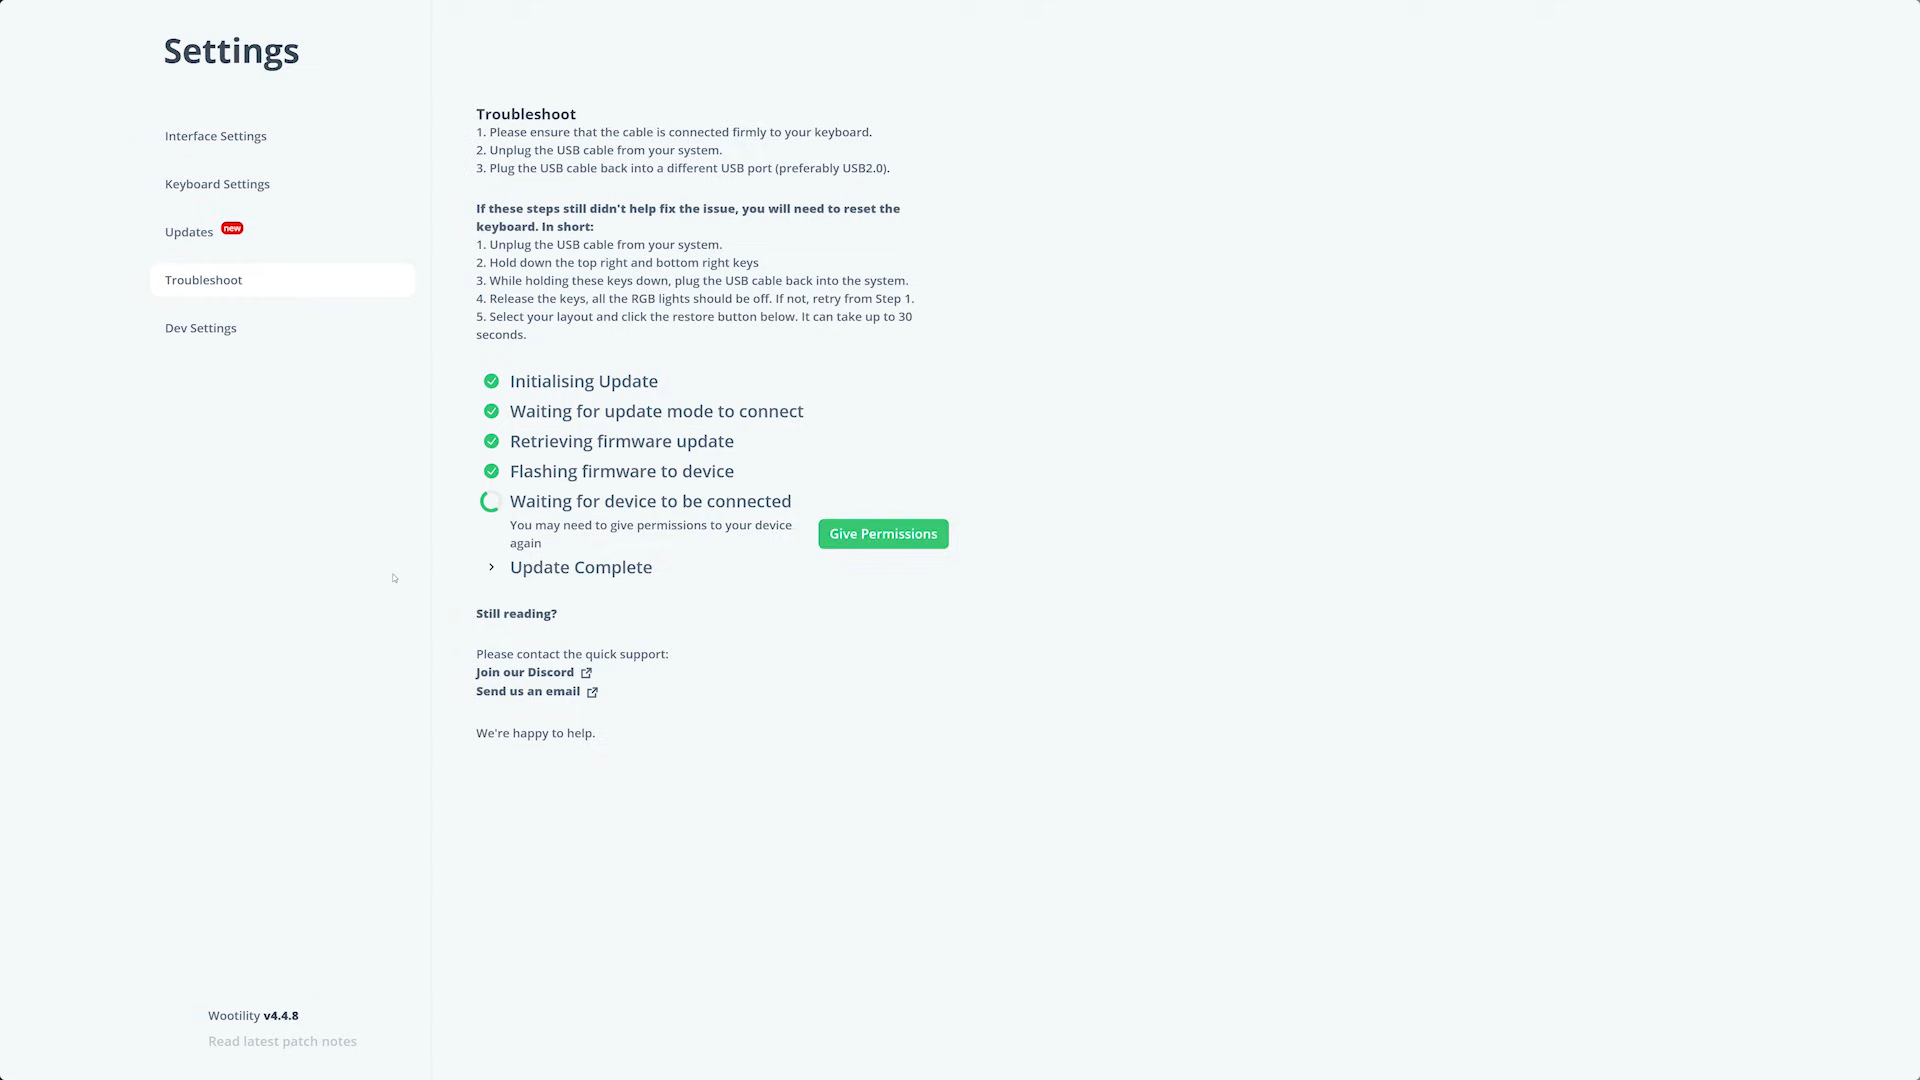 Settings
Interface Settings
Keyboard Settings
Updates new
Troubleshoot
Dev Settings
Wootility v4.4.8
Read latest patch notes
Troubleshoot
1. Please ensure that the cable is connected firmly to your keyboard.
2. Unplug the USB cable from your system.
3. Plug the USB cable back into a different USB port (preferably USB2.0).
If these steps still didn't help fix the issue, you will need to reset the
keyboard. In short:
1. Unplug the USB cable from your system.
2. Hold down the top right and bottom right keys
3. While holding these keys down, plug the USB cable back into the system.
4. Release the keys, all the RGB lights should be off. If not, retry from Step 1.
5. Select your layout and click the restore button below. It can take up to 30
seconds.
Initialising Update
Waiting for update mode to connect
Retrieving firmware update
Flashing firmware to device
Waiting for device to be connected
You may need to give permissions to your device
again
Give Permissions
Update Complete
Still reading?
Please contact the quick support:
Join our Discord
Send us an email
We're happy to help.